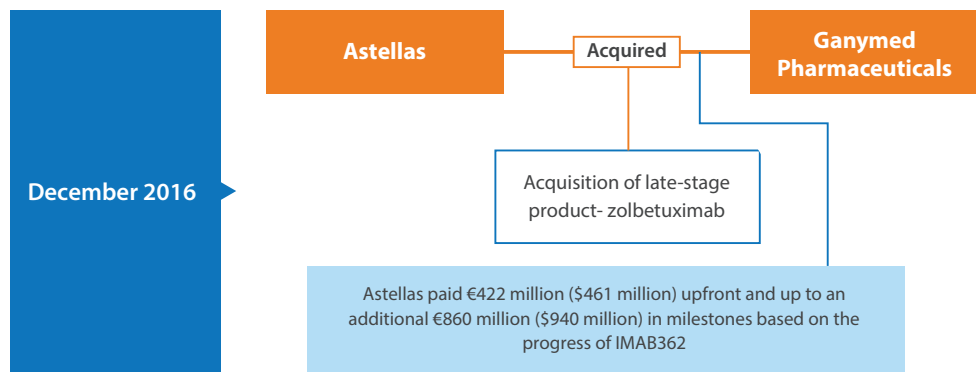 December 2016
Astellas
Acquired
Ganymed
Pharmaceuticals
Acquisition of late-stage
product- zolbetuximab
Astellas paid €422 million ($461 million) upfront and up to an
additional €860 million ($940 million) in milestones based on the
progress of IMAB362